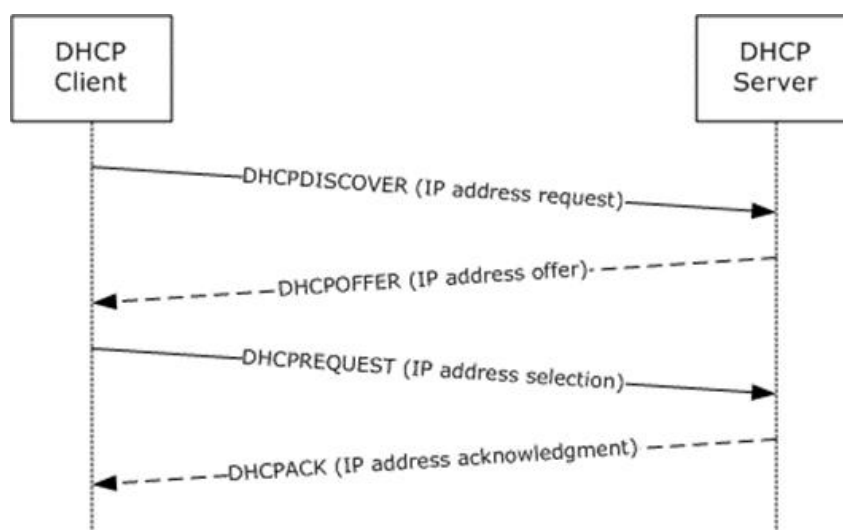 DHCP
Client
DHCP
Server
DHCPDISCOVER (IP address request)
DHCPOFFER (IP address offer)
DHCPREQUEST (IP address selection)
DHCPACK (IP address acknowledgment)